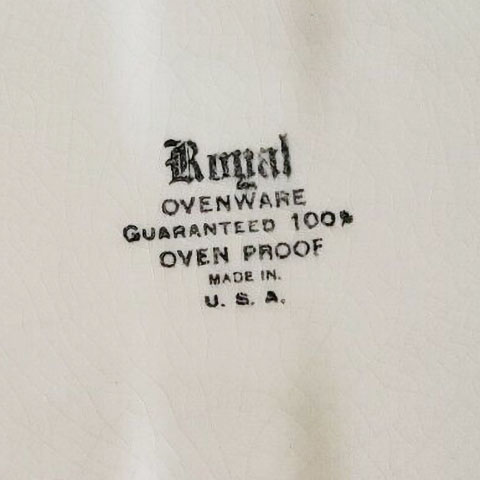 Royal
OVENWARE
GUARANTEED 100%
OVEN PROOF
MADE IN.
U. S. A.